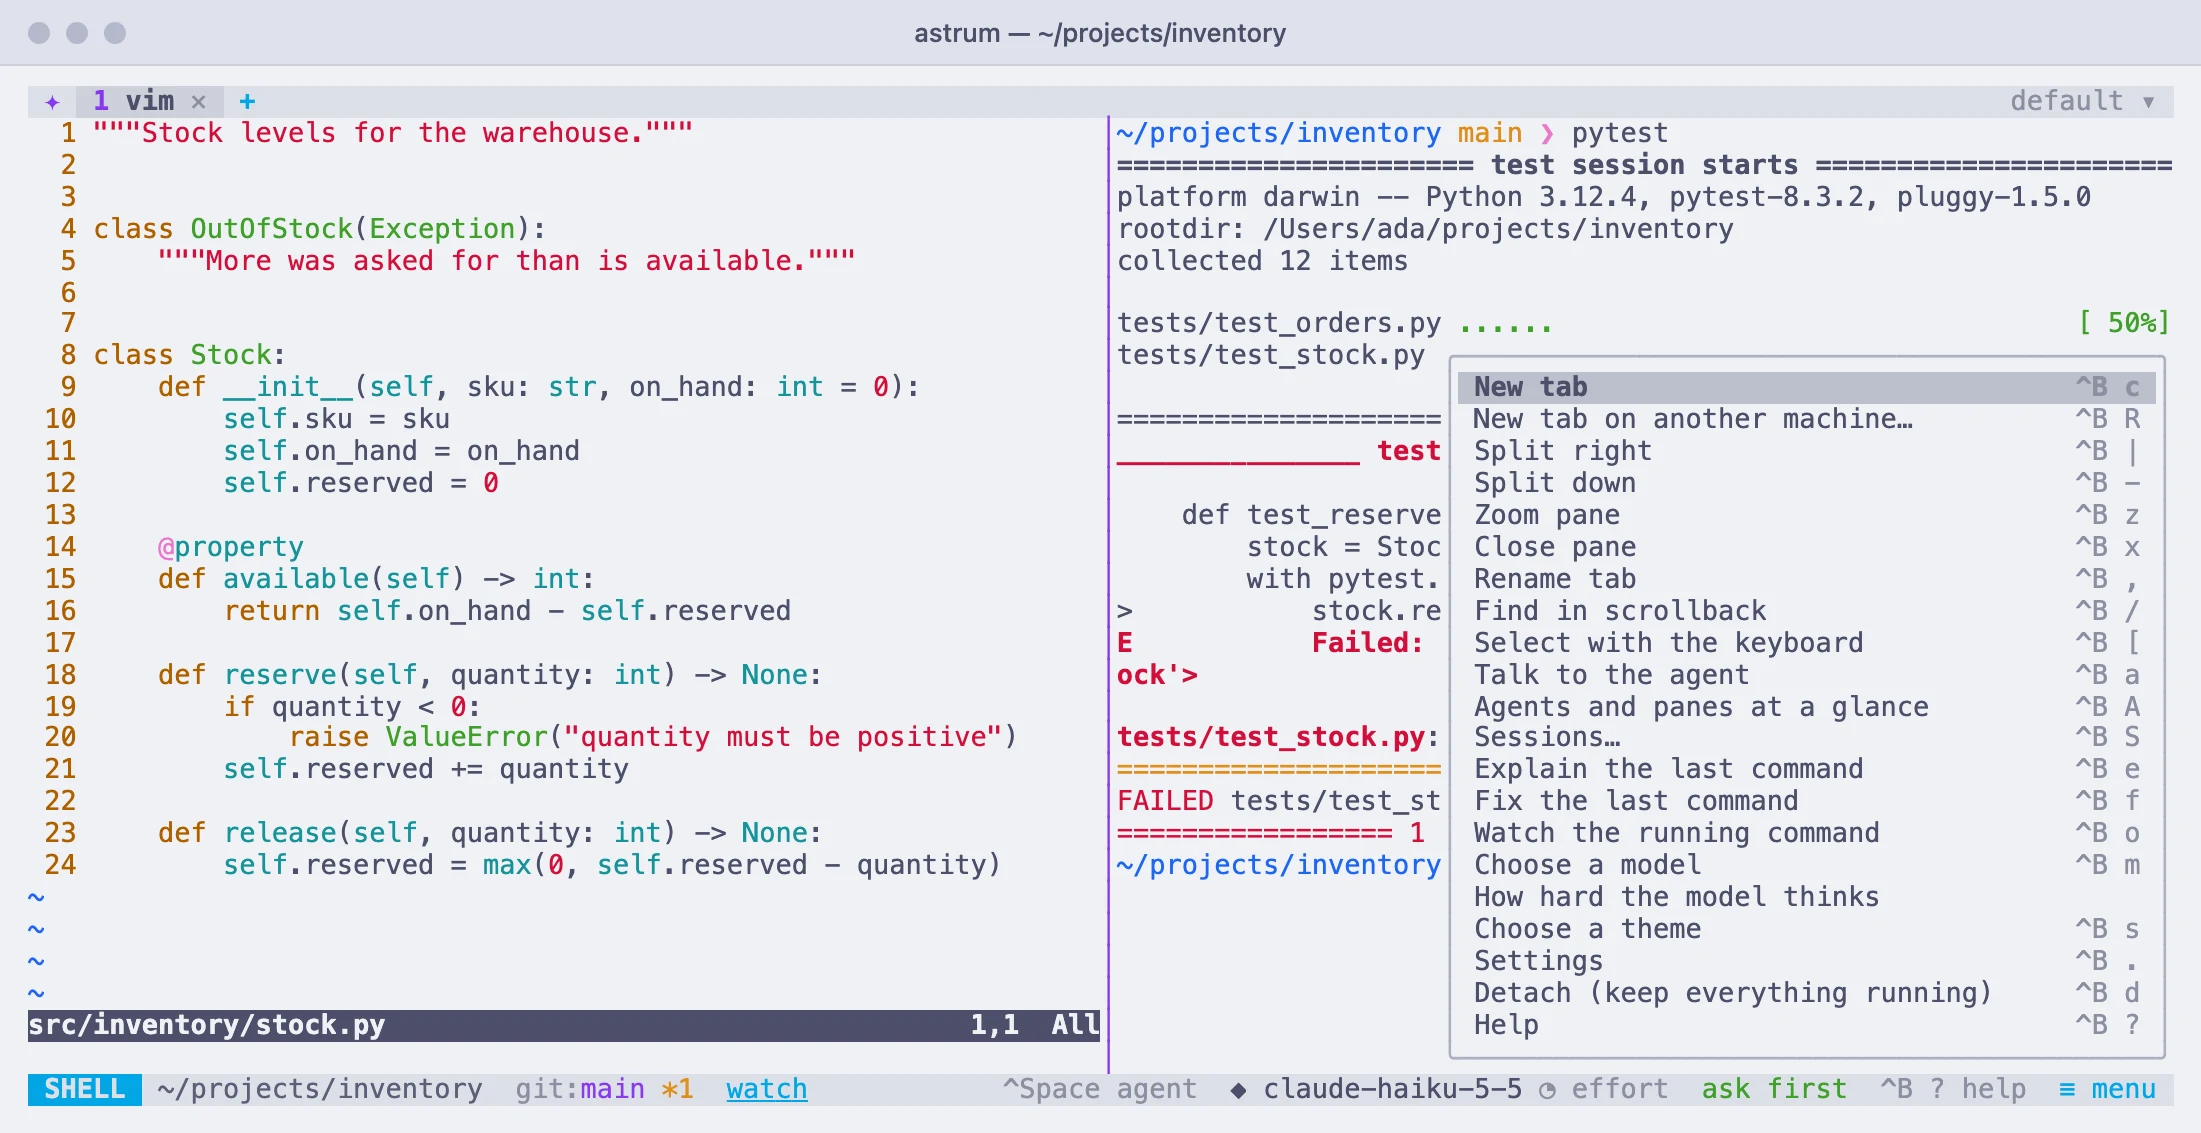 astrum — ~/projects/inventory
✦ 1 vim × + default ▼
1 """Stock levels for the warehouse."""
2
3
4 class OutOfStock(Exception):
5     """More was asked for than is available."""
6
7
8 class Stock:
9     def __init__(self, sku: str, on_hand: int = 0):
10         self.sku = sku
11         self.on_hand = on_hand
12         self.reserved = 0
13
14     @property
15     def available(self) -> int:
16         return self.on_hand - self.reserved
17
18     def reserve(self, quantity: int) -> None:
19         if quantity < 0:
20             raise ValueError("quantity must be positive")
21         self.reserved += quantity
22
23     def release(self, quantity: int) -> None:
24         self.reserved = max(0, self.reserved - quantity)
~
~
~
~
src/inventory/stock.py 1,1 All
~/projects/inventory main ❯ pytest
====================== test session starts ======================
platform darwin -- Python 3.12.4, pytest-8.3.2, pluggy-1.5.0
rootdir: /Users/ada/projects/inventory
collected 12 items
tests/test_orders.py ...... [ 50%]
tests/test_stock.py
====================
_______________ test
    def test_reserve
        stock = Stoc
        with pytest.
>           stock.re
E           Failed:
ock'>
tests/test_stock.py:
====================
FAILED tests/test_st
================= 1
~/projects/inventory
New tab ^B c
New tab on another machine… ^B R
Split right ^B |
Split down ^B -
Zoom pane ^B z
Close pane ^B x
Rename tab ^B ,
Find in scrollback ^B /
Select with the keyboard ^B [
Talk to the agent ^B a
Agents and panes at a glance ^B A
Sessions… ^B S
Explain the last command ^B e
Fix the last command ^B f
Watch the running command ^B o
Choose a model ^B m
How hard the model thinks
Choose a theme ^B s
Settings ^B .
Detach (keep everything running) ^B d
Help ^B ?
SHELL ~/projects/inventory git:main *1 watch ^Space agent ◆ claude-haiku-5-5 ◔ effort ask first ^B ? help ≡ menu